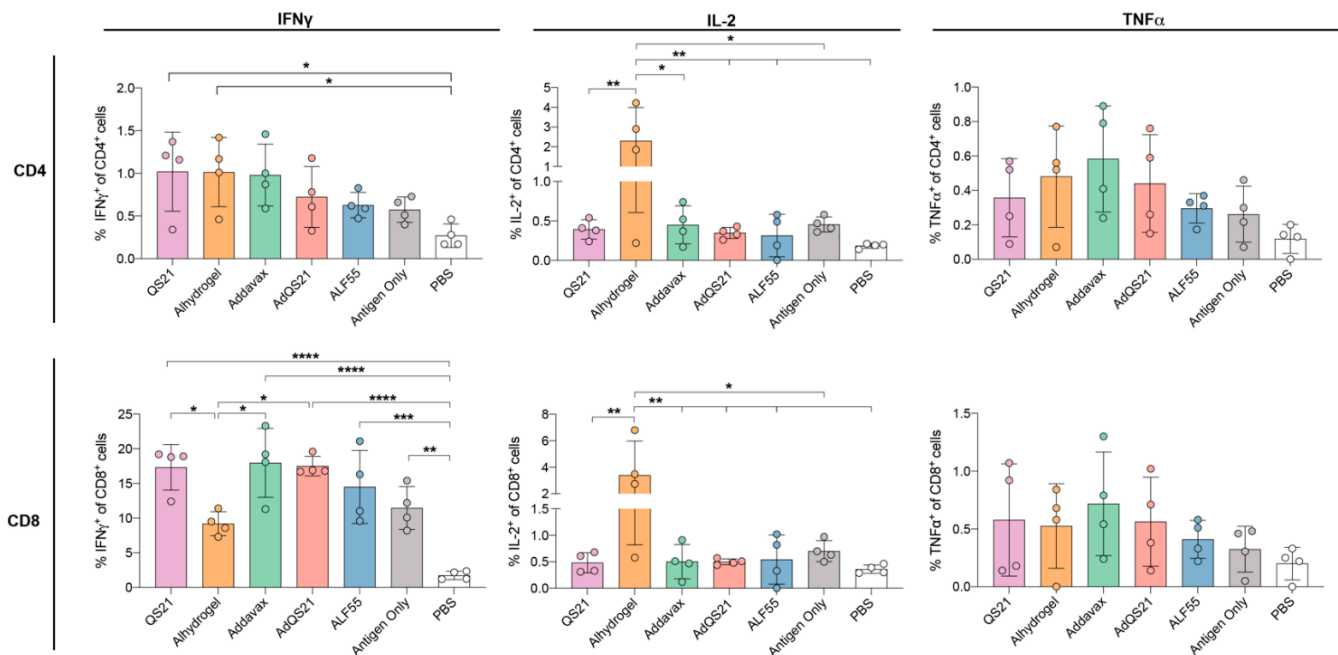 IFNγ
IL-2
TNFα
CD4
% IFNγ⁺ of CD4⁺ cells
2.0
1.5
1.0
0.5
0.0
*
*
QS21
Alhydrogel
Addavax
AdQS21
ALF55
Antigen Only
PBS
% IL-2⁺ of CD4⁺ cells
5
4
3
2
1.0
0.5
0.0
*
**
*
**
QS21
Alhydrogel
Addavax
AdQS21
ALF55
Antigen Only
PBS
% TNFα⁺ of CD4⁺ cells
1.0
0.8
0.6
0.4
0.2
0.0
QS21
Alhydrogel
Addavax
AdQS21
ALF55
Antigen Only
PBS
CD8
% IFNγ⁺ of CD8⁺ cells
25
20
15
10
5
0
****
****
* ****
* * ***
**
QS21
Alhydrogel
Addavax
AdQS21
ALF55
Antigen Only
PBS
% IL-2⁺ of CD8⁺ cells
8
6
4
2
1.5
1.0
0.5
0.0
*
** **
QS21
Alhydrogel
Addavax
AdQS21
ALF55
Antigen Only
PBS
% TNFα⁺ of CD8⁺ cells
1.5
1.0
0.5
0.0
QS21
Alhydrogel
Addavax
AdQS21
ALF55
Antigen Only
PBS